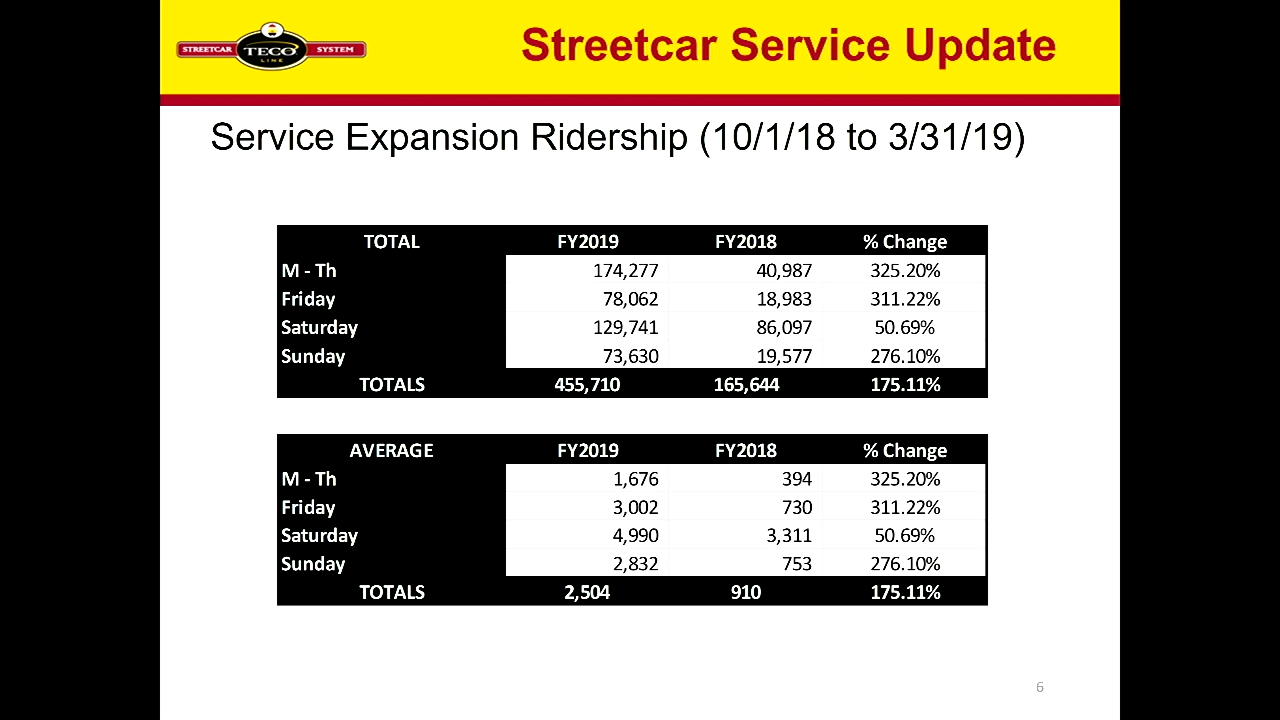 STREETCAR TECO SYSTEM
LINE
Streetcar Service Update
Service Expansion Ridership (10/1/18 to 3/31/19)
TOTAL FY2019 FY2018 % Change
M - Th 174,277 40,987 325.20%
Friday 78,062 18,983 311.22%
Saturday 129,741 86,097 50.69%
Sunday 73,630 19,577 276.10%
TOTALS 455,710 165,644 175.11%
AVERAGE FY2019 FY2018 % Change
M - Th 1,676 394 325.20%
Friday 3,002 730 311.22%
Saturday 4,990 3,311 50.69%
Sunday 2,832 753 276.10%
TOTALS 2,504 910 175.11%
6